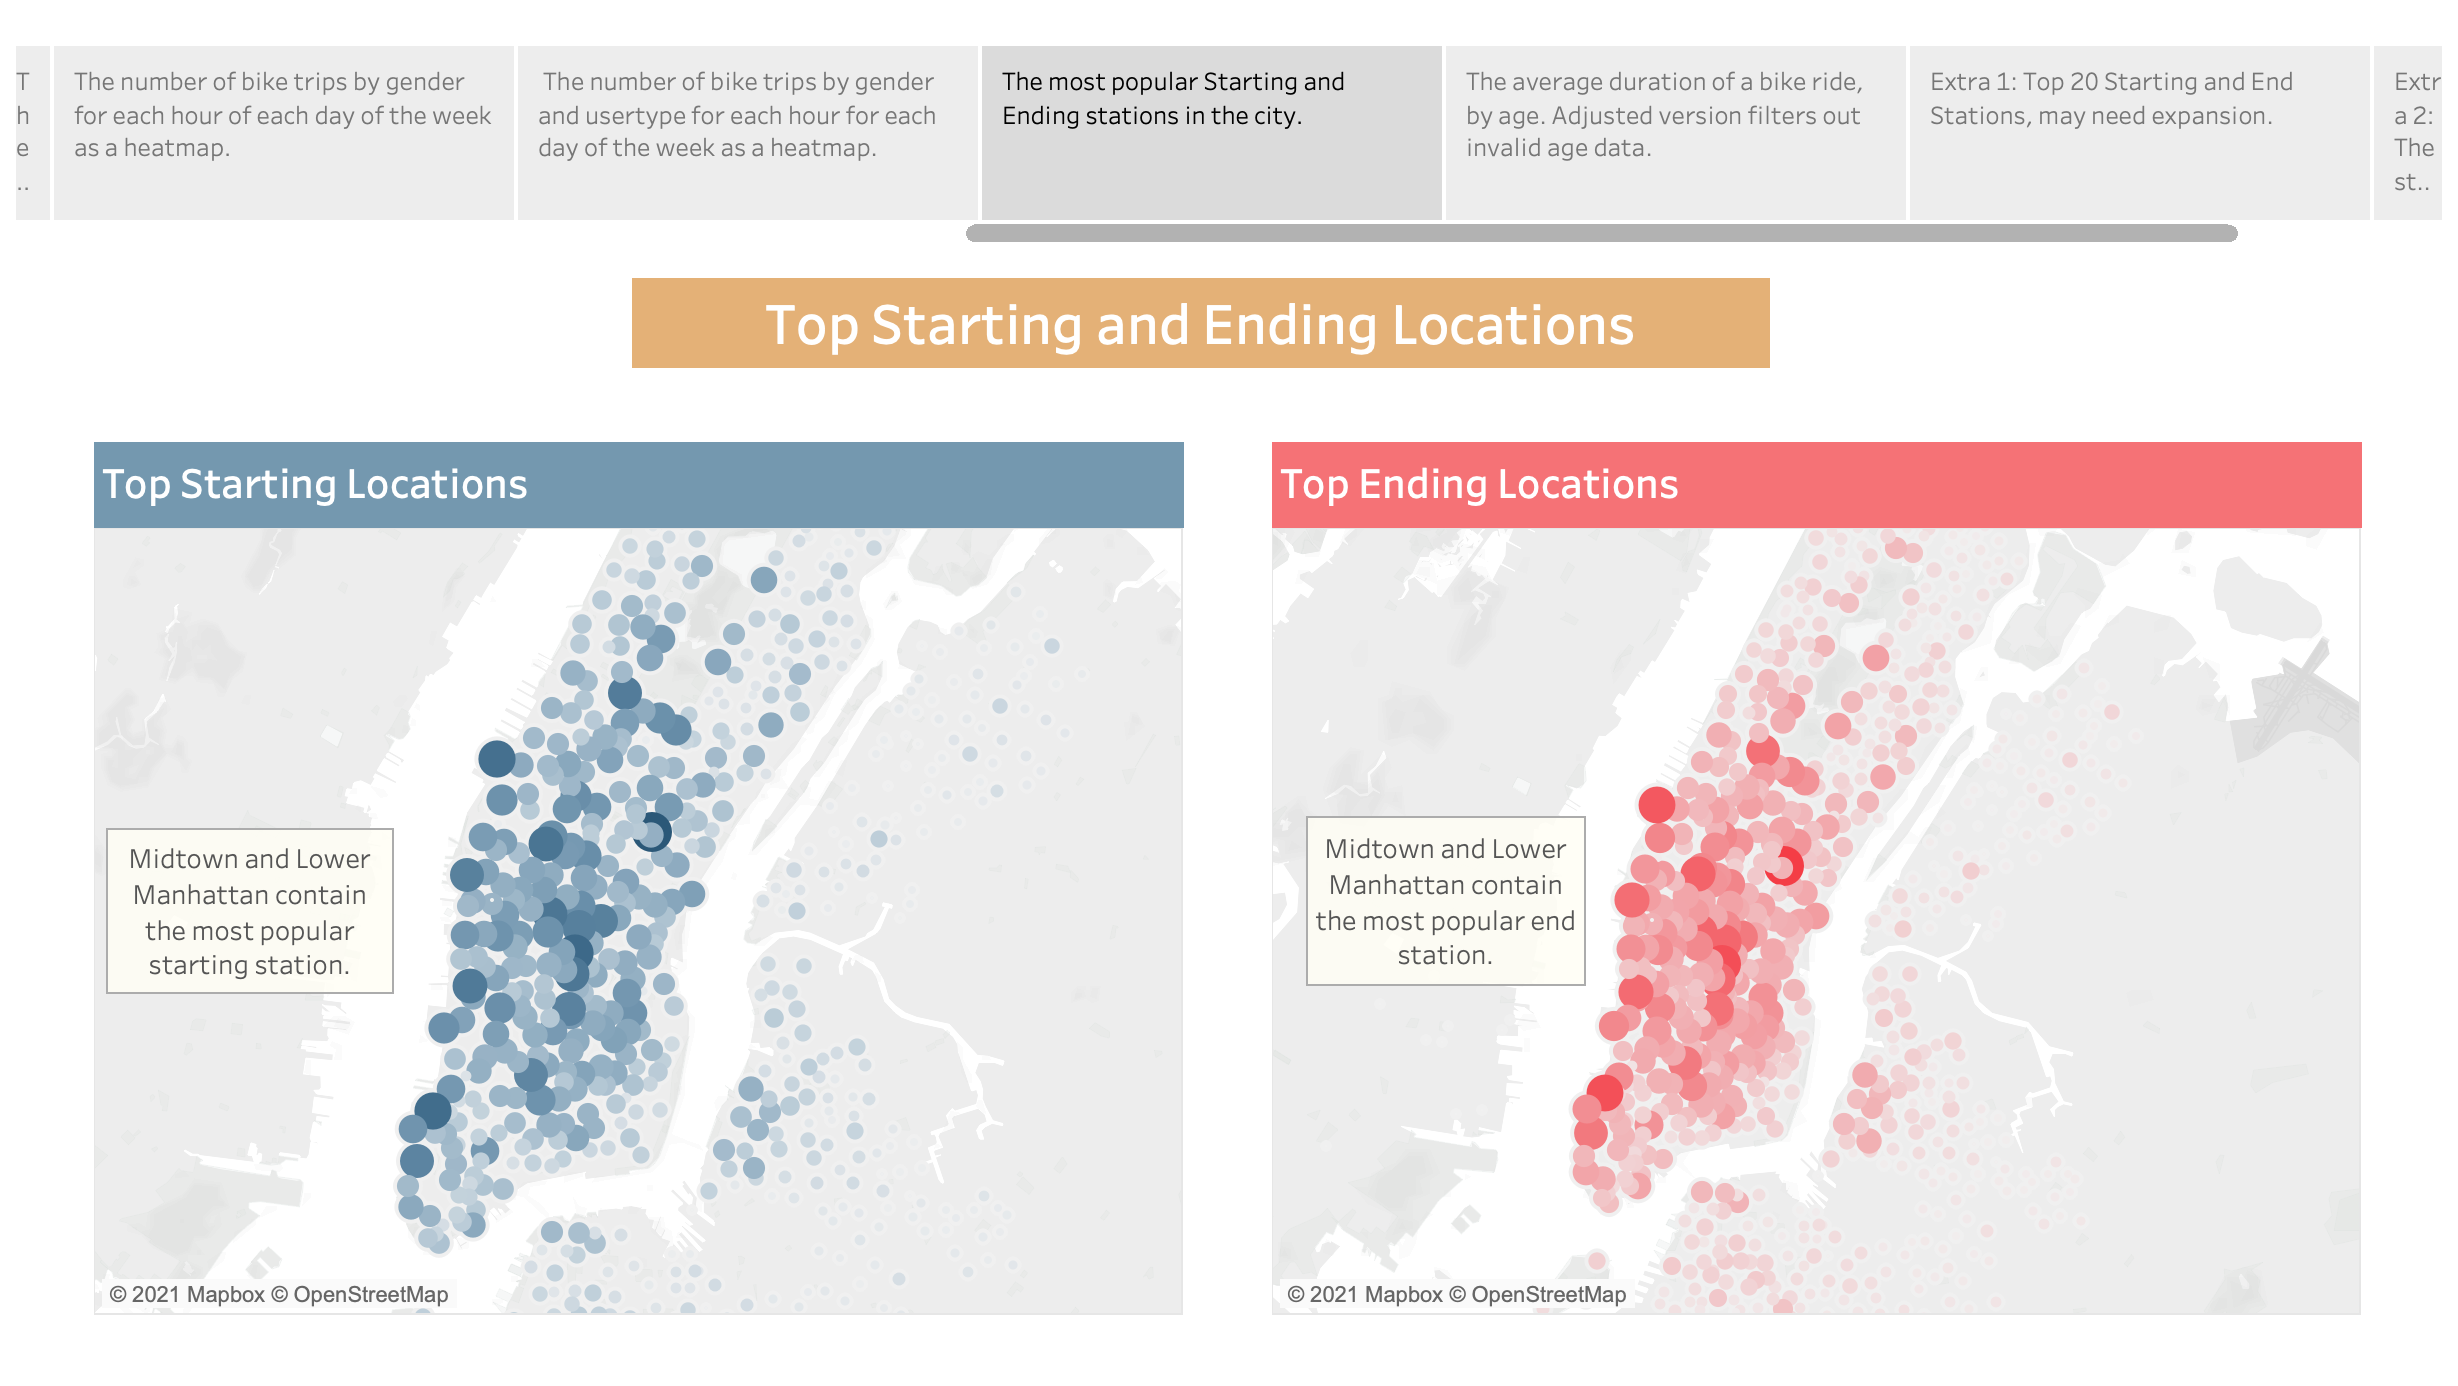 T
h
e
..
The number of bike trips by gender
for each hour of each day of the week
as a heatmap.
The number of bike trips by gender
and usertype for each hour for each
day of the week as a heatmap.
The most popular Starting and
Ending stations in the city.
The average duration of a bike ride,
by age. Adjusted version filters out
invalid age data.
Extra 1: Top 20 Starting and End
Stations, may need expansion.
Extr
a 2:
The
st..
Top Starting and Ending Locations
Top Starting Locations
Midtown and Lower
Manhattan contain
the most popular
starting station.
© 2021 Mapbox © OpenStreetMap
Top Ending Locations
Midtown and Lower
Manhattan contain
the most popular end
station.
© 2021 Mapbox © OpenStreetMap